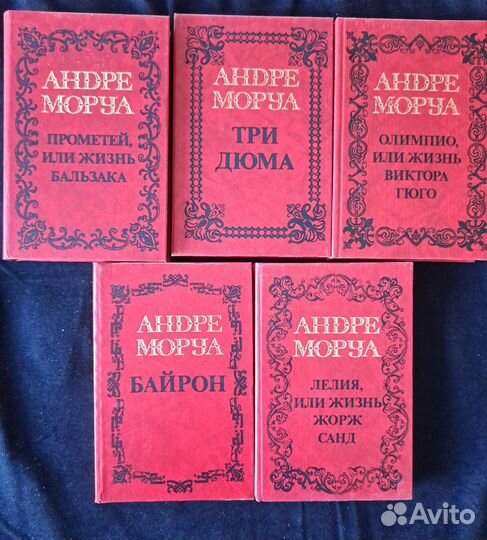 АНДРЕ
МОРУА
ПРОМЕТЕЙ,
ИЛИ ЖИЗНЬ
БАЛЬЗАКА
АНДРЕ
МОРУА
ТРИ
ДЮМА
АНДРЕ
МОРУА
ОЛИМПИО,
ИЛИ ЖИЗНЬ
ВИКТОРА
ГЮГО
АНДРЕ
МОРУА
БАЙРОН
АНДРЕ
МОРУА
ЛЕЛИЯ,
ИЛИ ЖИЗНЬ
ЖОРЖ
САНД
Avito